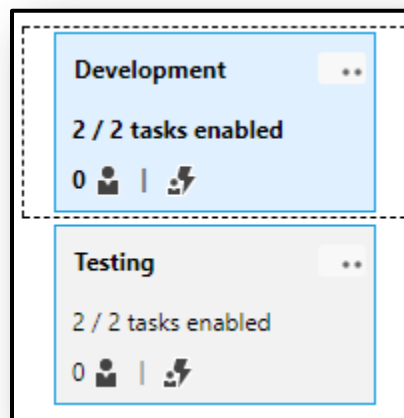 Development
2 / 2 tasks enabled
0 |
Testing
2 / 2 tasks enabled
0 |